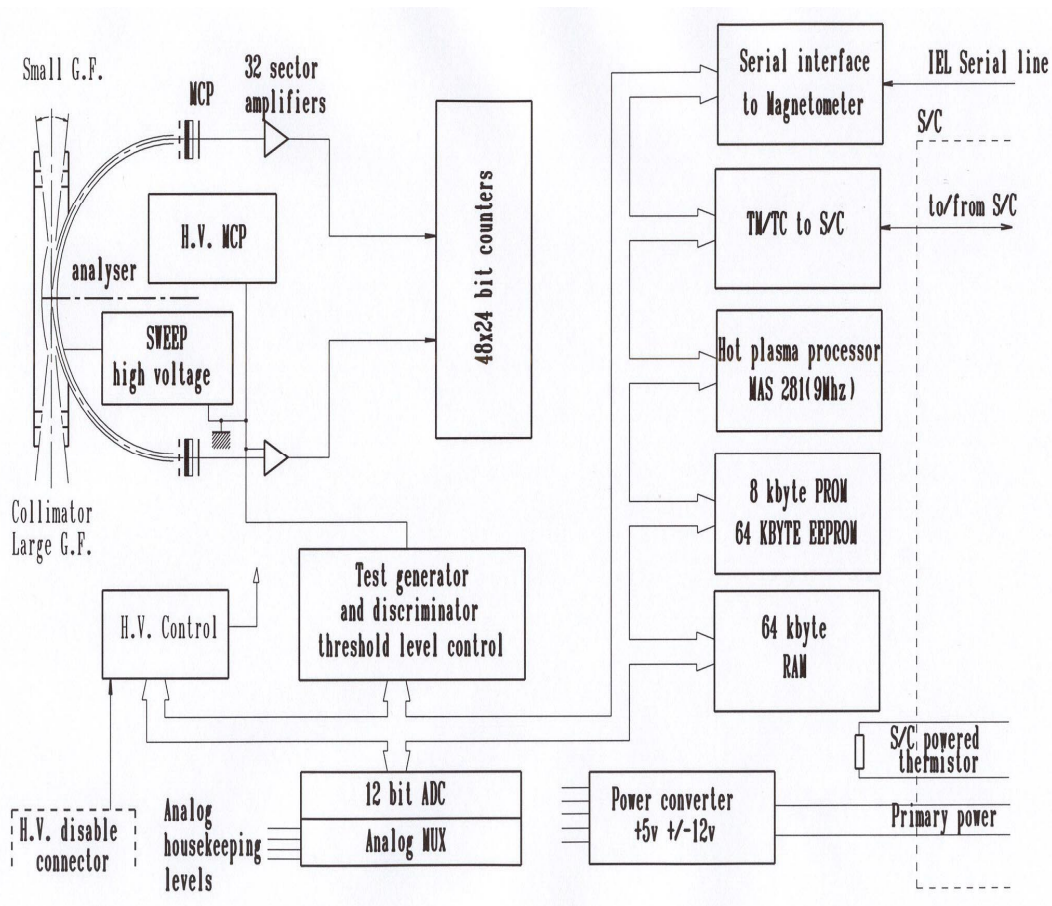 Small G.F.
32 sector
amplifiers
MCP
H.V. MCP
analyser
SWEEP
high voltage
48x24 bit counters
Collimator
Large G.F.
H.V. Control
Test generator
and discriminator
threshold level control
H.V. disable
connector
Analog
housekeeping
levels
12 bit ADC
Analog MUX
Serial interface
to Magnetometer
IEL Serial line
S/C
TM/TC to S/C
to/from S/C
Hot plasma processor
MAS 281(9Mhz)
8 kbyte PROM
64 KBYTE EEPROM
64 kbyte
RAM
S/C powered
thermistor
Power converter
+5v +/-12v
Primary power